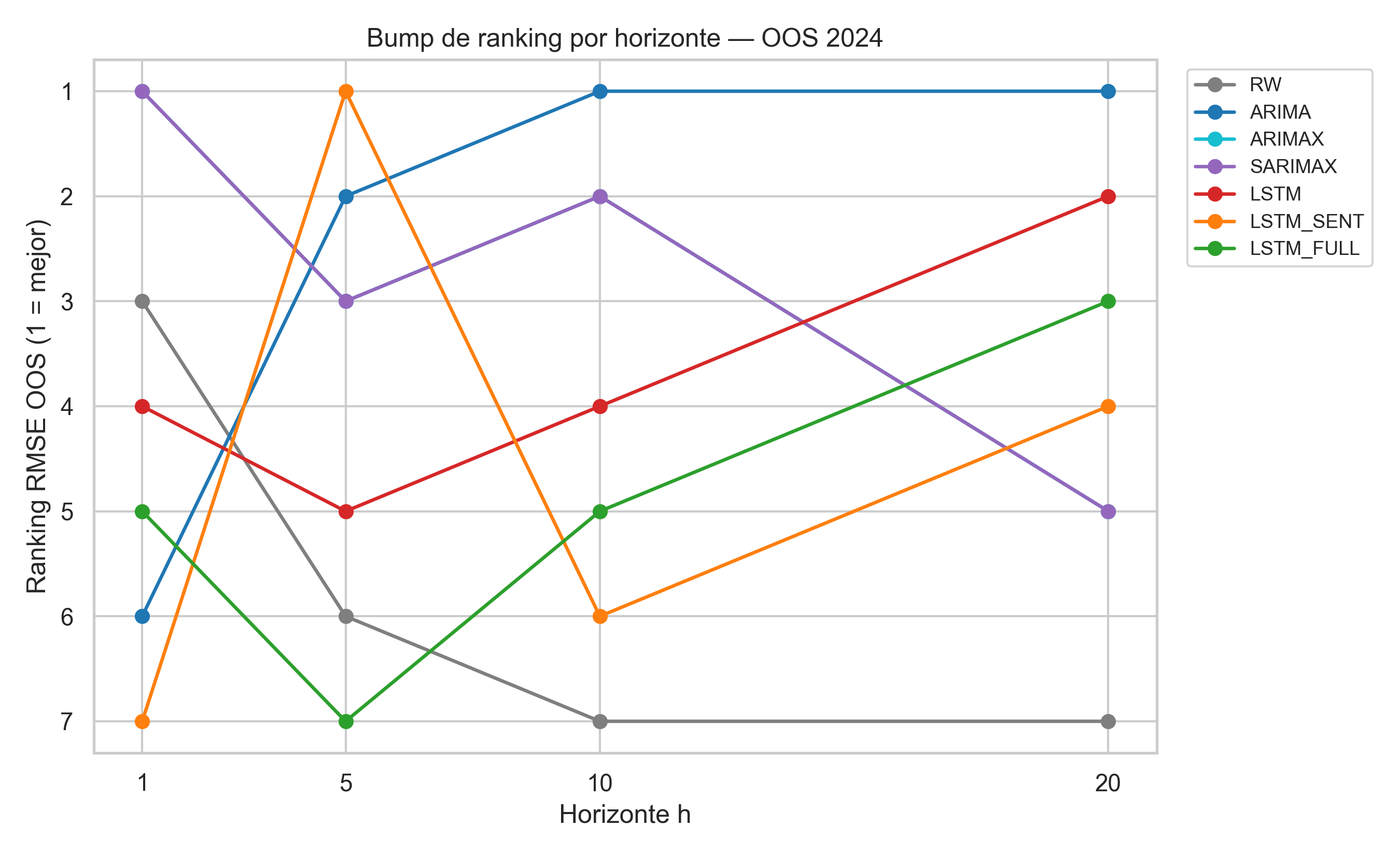 Bump de ranking por horizonte — OOS 2024
Ranking RMSE OOS (1 = mejor)
1
2
3
4
5
6
7
1 5 10 20
Horizonte h
RW
ARIMA
ARIMAX
SARIMAX
LSTM
LSTM_SENT
LSTM_FULL